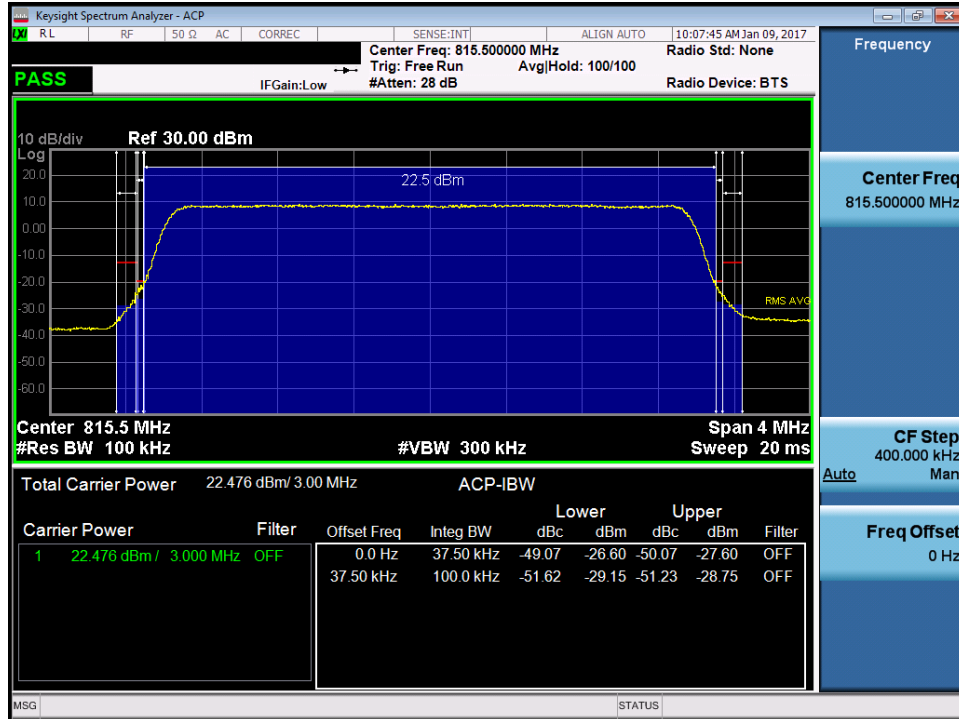 Keysight Spectrum Analyzer - ACP
LXI RL RF 50 Ω AC CORREC SENSE:INT ALIGN AUTO 10:07:45 AM Jan 09, 2017
Center Freq: 815.500000 MHz Radio Std: None
Trig: Free Run Avg|Hold: 100/100
PASS IFGain:Low #Atten: 28 dB Radio Device: BTS
Frequency
10 dB/div Ref 30.00 dBm
Log
20.0
10.0
0.00
-10.0
-20.0
-30.0
-40.0
-50.0
-60.0
22.5 dBm
RMS AVG
Center 815.5 MHz Span 4 MHz
#Res BW 100 kHz #VBW 300 kHz Sweep 20 ms
Total Carrier Power 22.476 dBm/ 3.00 MHz ACP-IBW
Lower Upper
Carrier Power Filter Offset Freq Integ BW dBc dBm dBc dBm Filter
1 22.476 dBm / 3.000 MHz OFF 0.0 Hz 37.50 kHz -49.07 -26.60 -50.07 -27.60 OFF
37.50 kHz 100.0 kHz -51.62 -29.15 -51.23 -28.75 OFF
Center Freq
815.500000 MHz
CF Step
400.000 kHz
Auto Man
Freq Offset
0 Hz
MSG STATUS